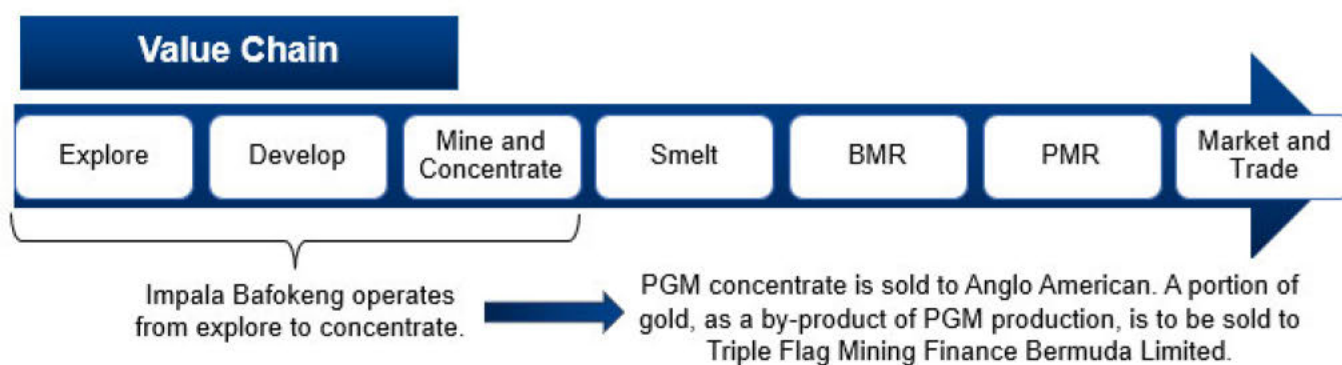 Value Chain
Explore
Develop
Mine and
Concentrate
Smelt
BMR
PMR
Market and
Trade
Impala Bafokeng operates
from explore to concentrate.
PGM concentrate is sold to Anglo American. A portion of
gold, as a by-product of PGM production, is to be sold to
Triple Flag Mining Finance Bermuda Limited.